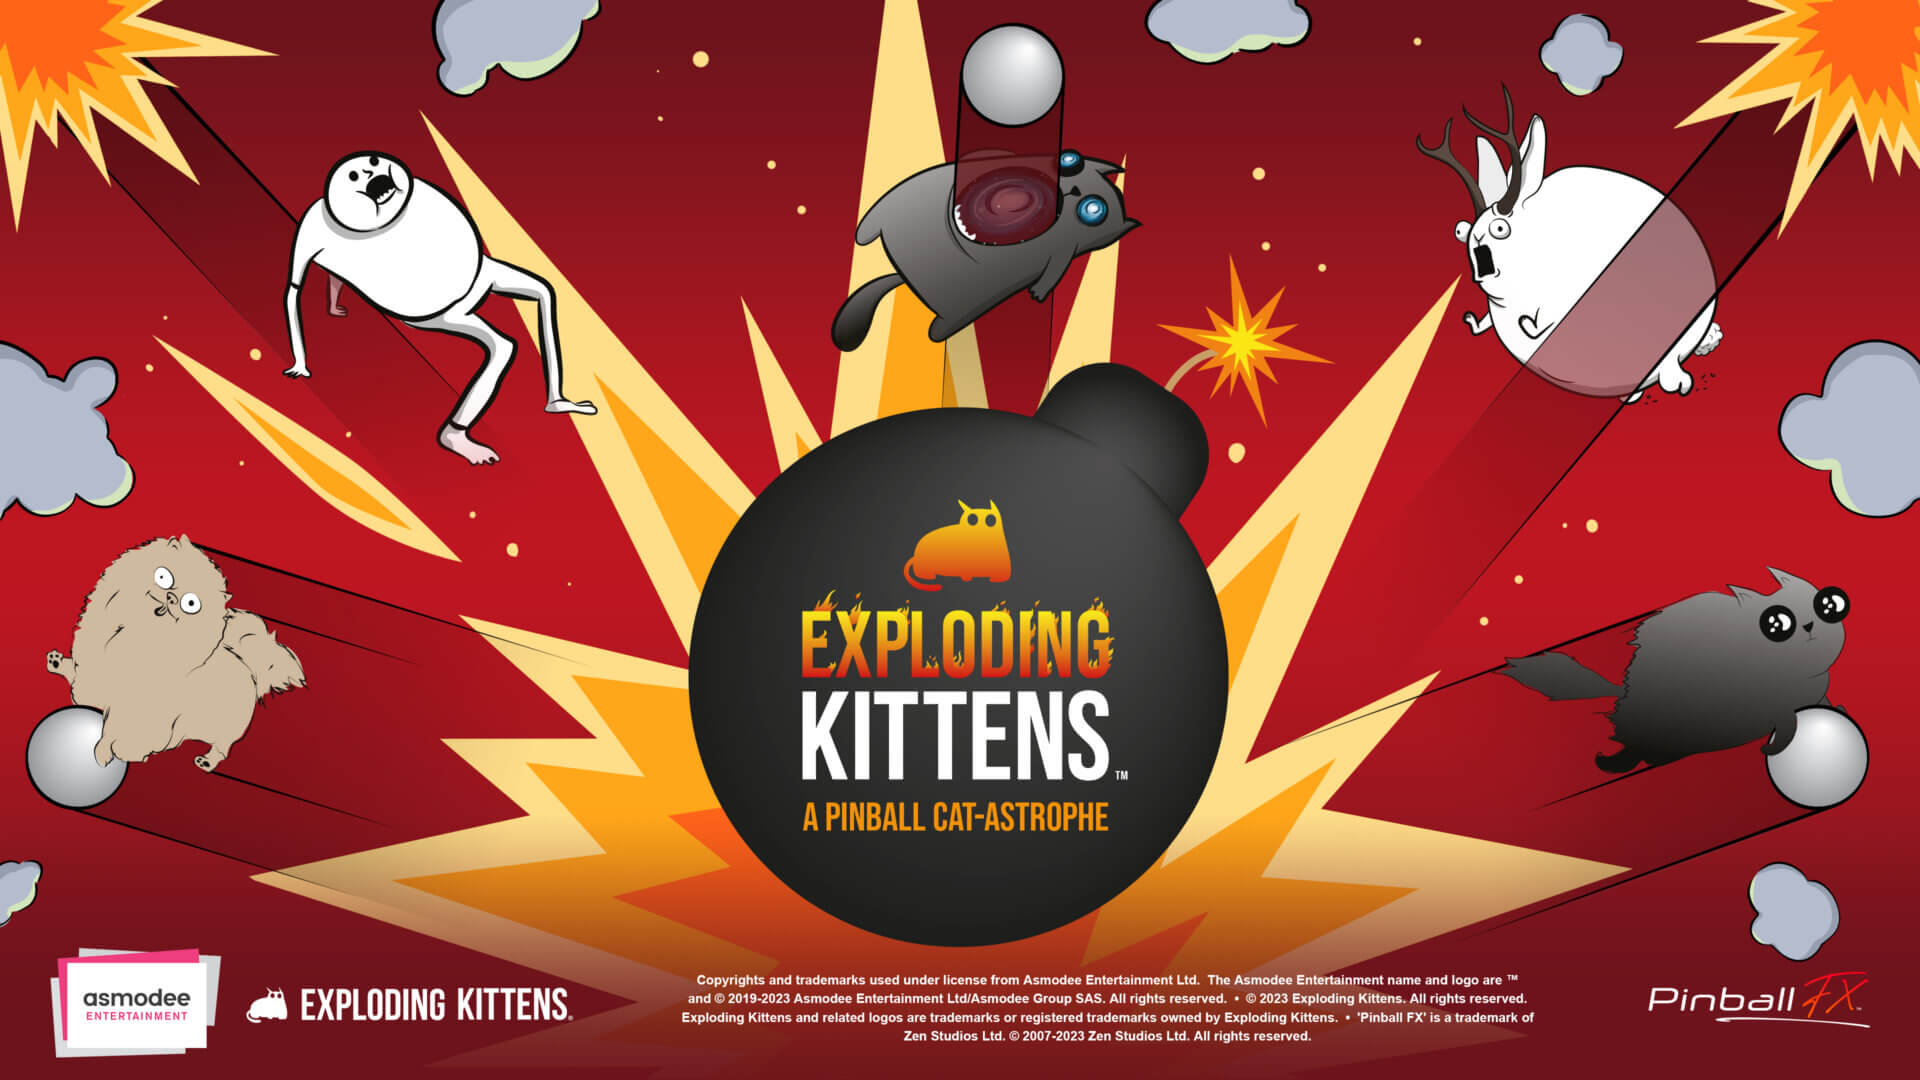 EXPLODING
KITTENS™
A PINBALL CAT-ASTROPHE
asmodee
ENTERTAINMENT
EXPLODING KITTENS®
Copyrights and trademarks used under license from Asmodee Entertainment Ltd. The Asmodee Entertainment name and logo are ™
and © 2019-2023 Asmodee Entertainment Ltd/Asmodee Group SAS. All rights reserved. • © 2023 Exploding Kittens. All rights reserved.
Exploding Kittens and related logos are trademarks or registered trademarks owned by Exploding Kittens. • 'Pinball FX' is a trademark of
Zen Studios Ltd. © 2007-2023 Zen Studios Ltd. All rights reserved.
Pinball FX™